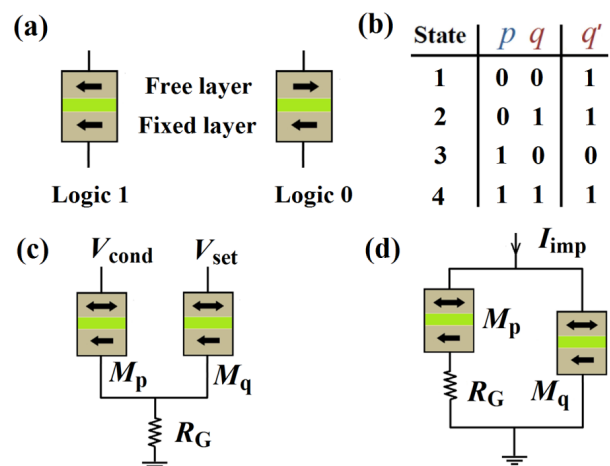 (a)
Free layer
Fixed layer
Logic 1
Logic 0
(b)
State p q q'
1 0 0 1
2 0 1 1
3 1 0 0
4 1 1 1
(c)
Vcond
Vset
Mp
Mq
RG
(d)
Iimp
Mp
RG
Mq